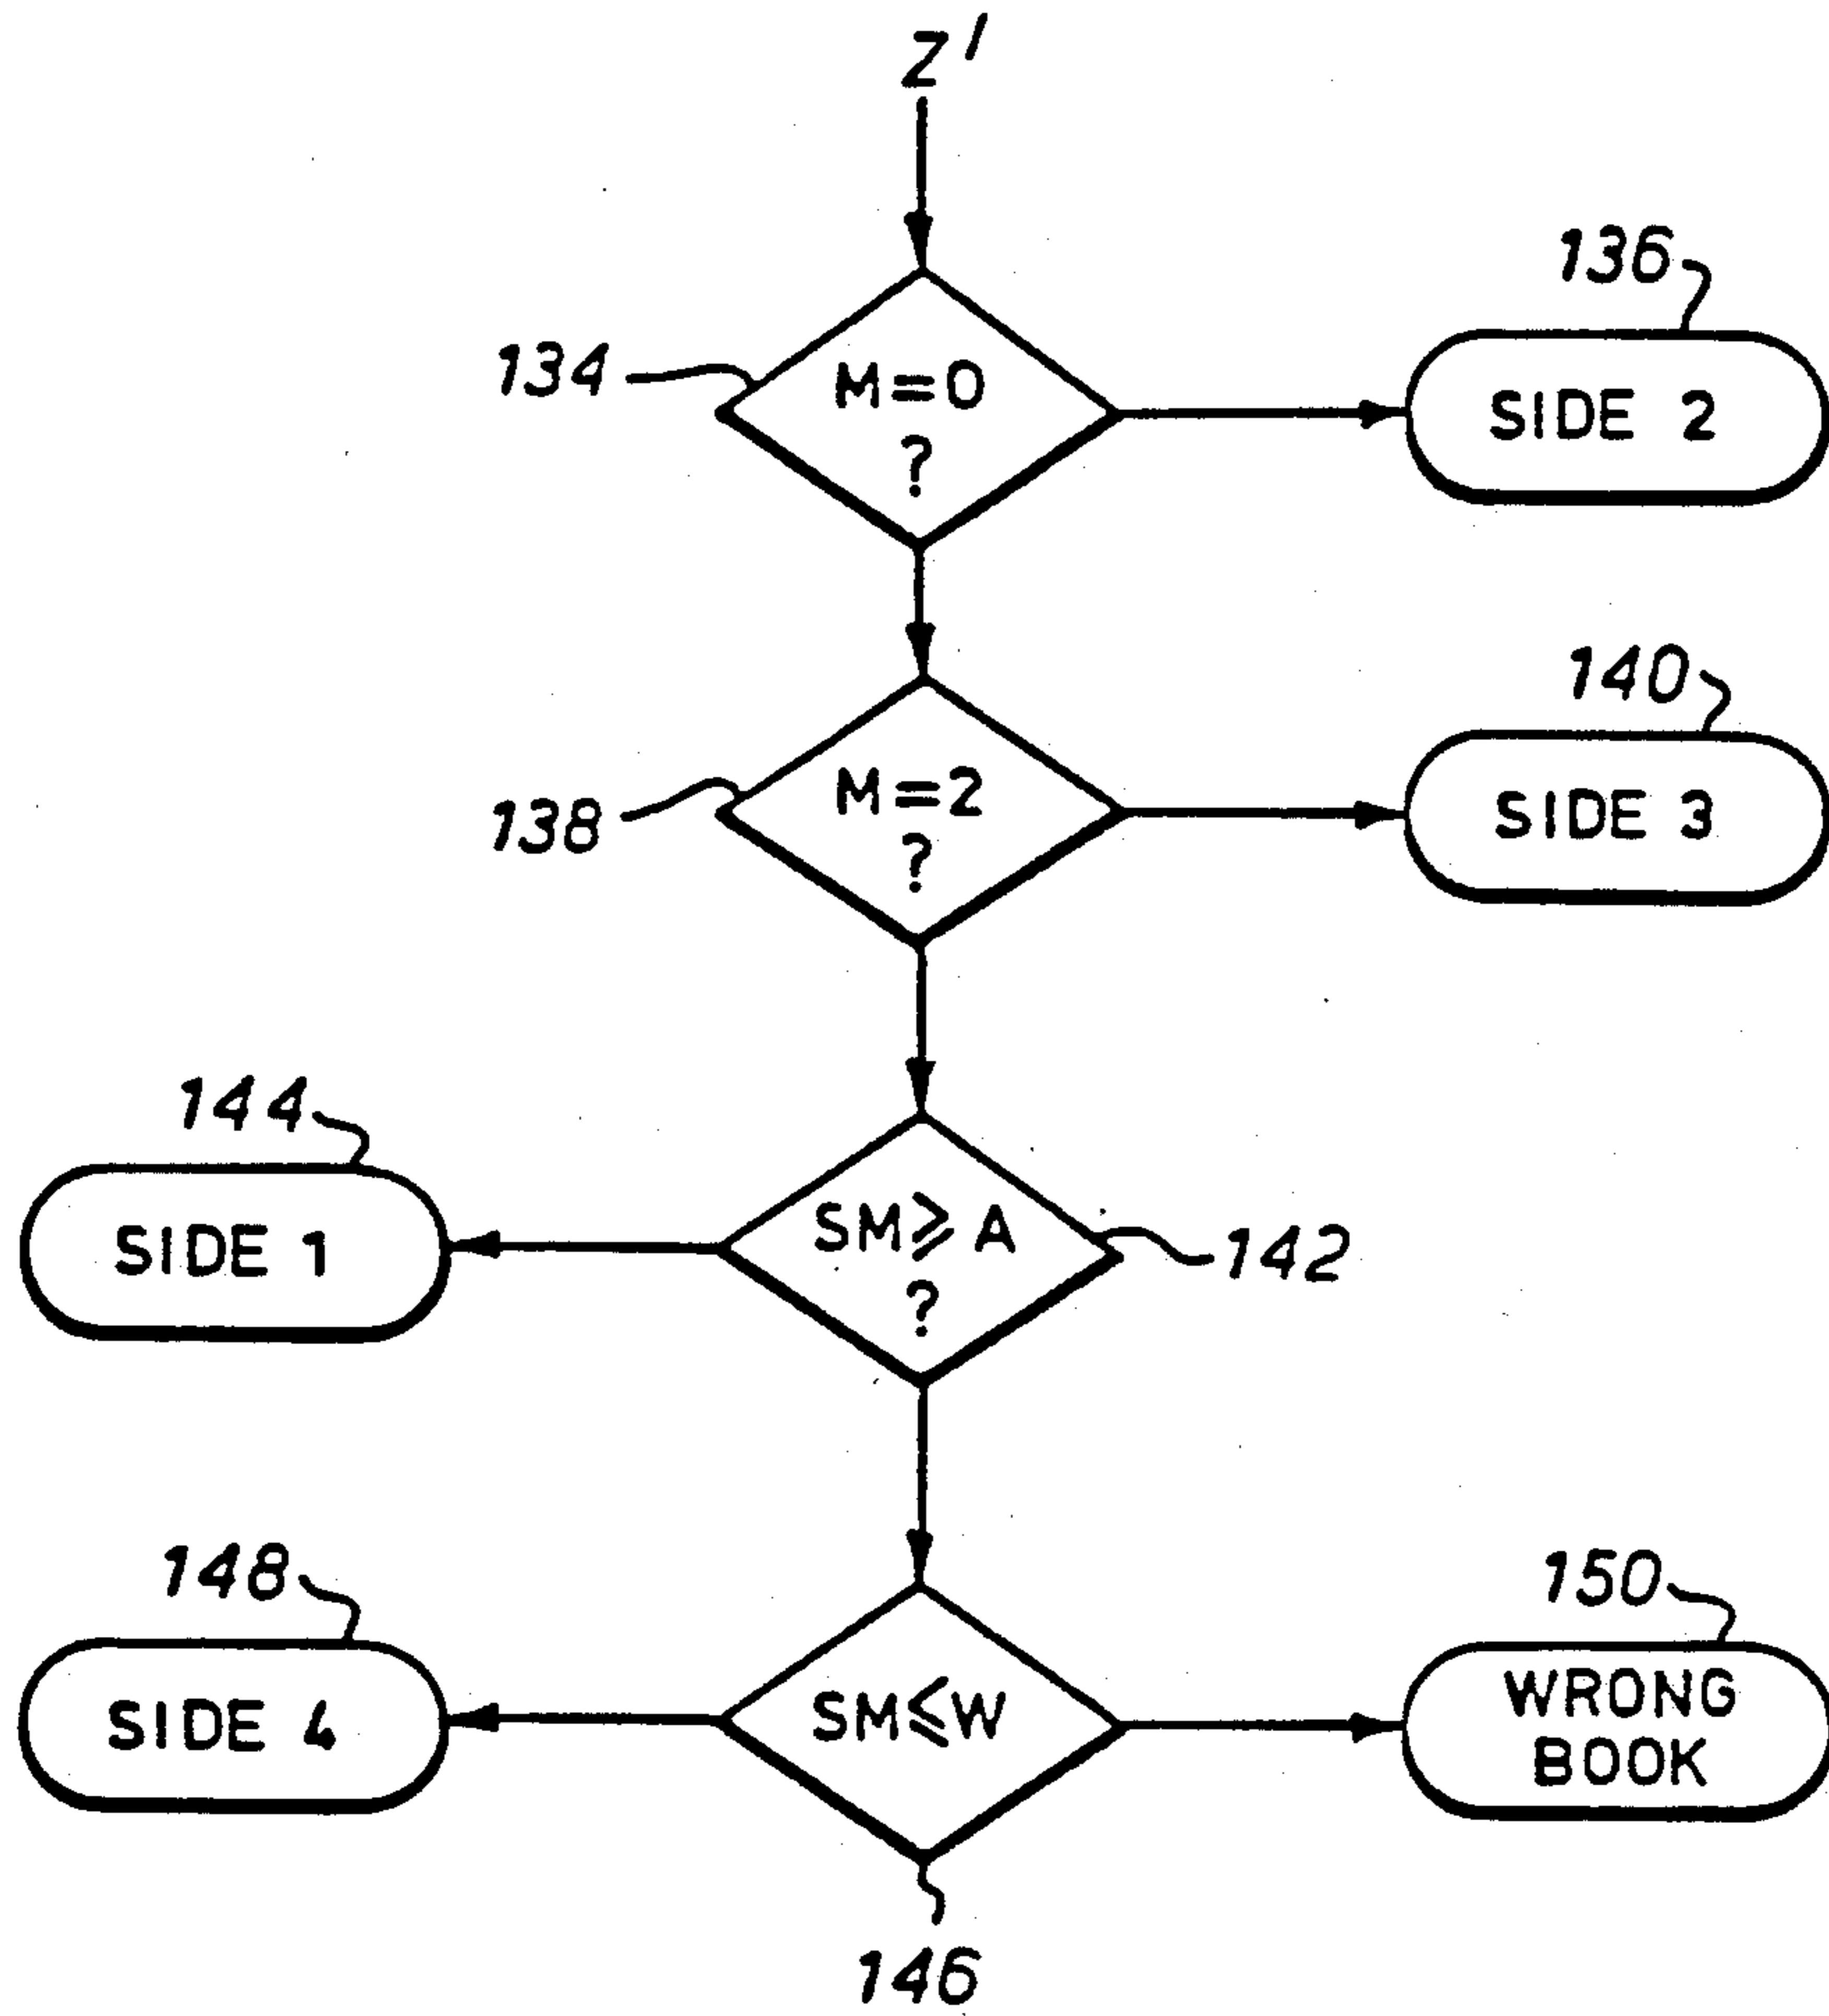 Z'
136
134
M=0
?
SIDE 2
140
138
M=2
?
SIDE 3
144
SM⩾A
?
SIDE 1
142
148
150
SIDE 4
SM⩽W
WRONG
BOOK
146